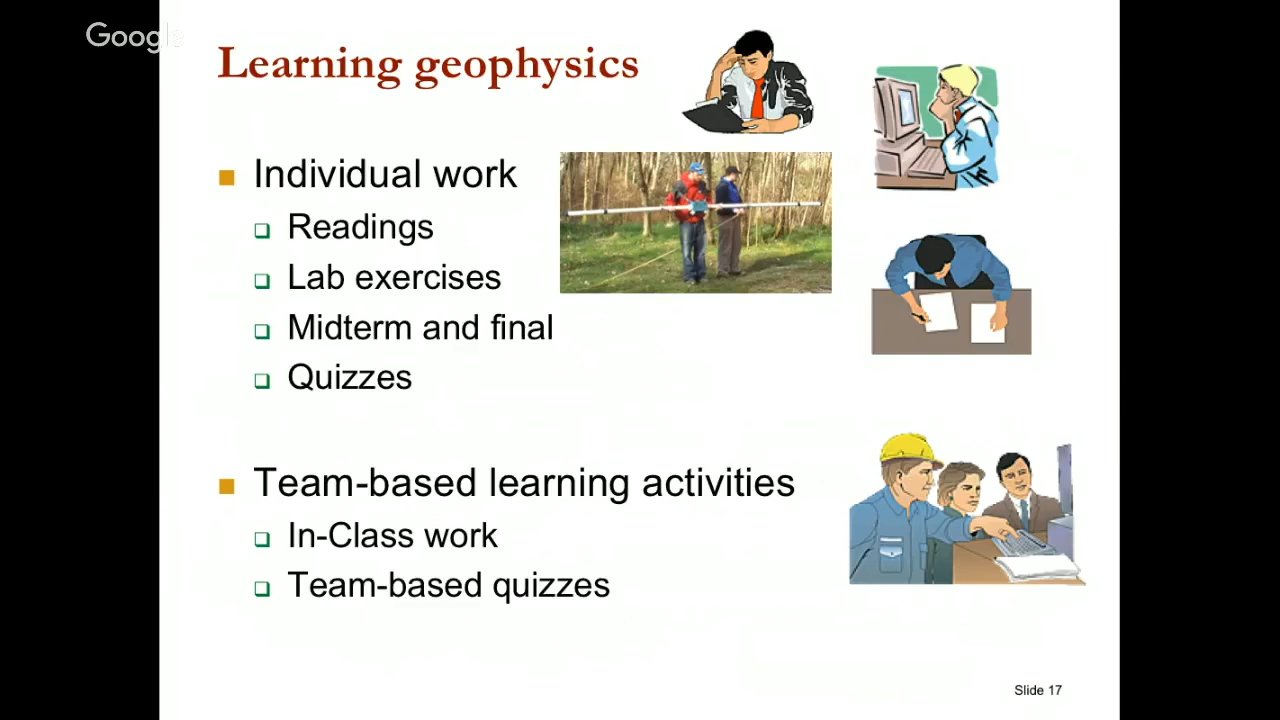 Google
Learning geophysics
Individual work
Readings
Lab exercises
Midterm and final
Quizzes
Team-based learning activities
In-Class work
Team-based quizzes
Slide 17